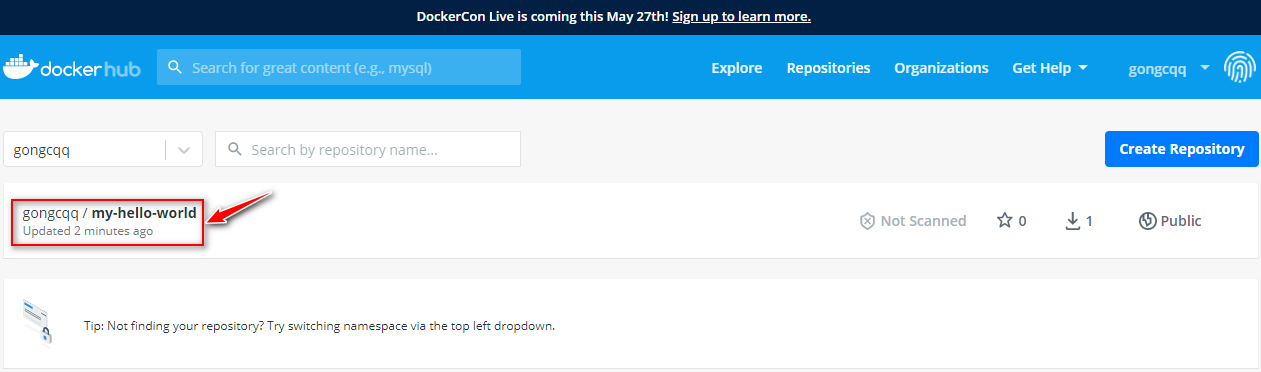 DockerCon Live is coming this May 27th! Sign up to learn more.
docker hub Search for great content (e.g., mysql) Explore Repositories Organizations Get Help gongcqq
gongcqq Search by repository name... Create Repository
gongcqq / my-hello-world Not Scanned 0 1 Public
Updated 2 minutes ago
Tip: Not finding your repository? Try switching namespace via the top left dropdown.